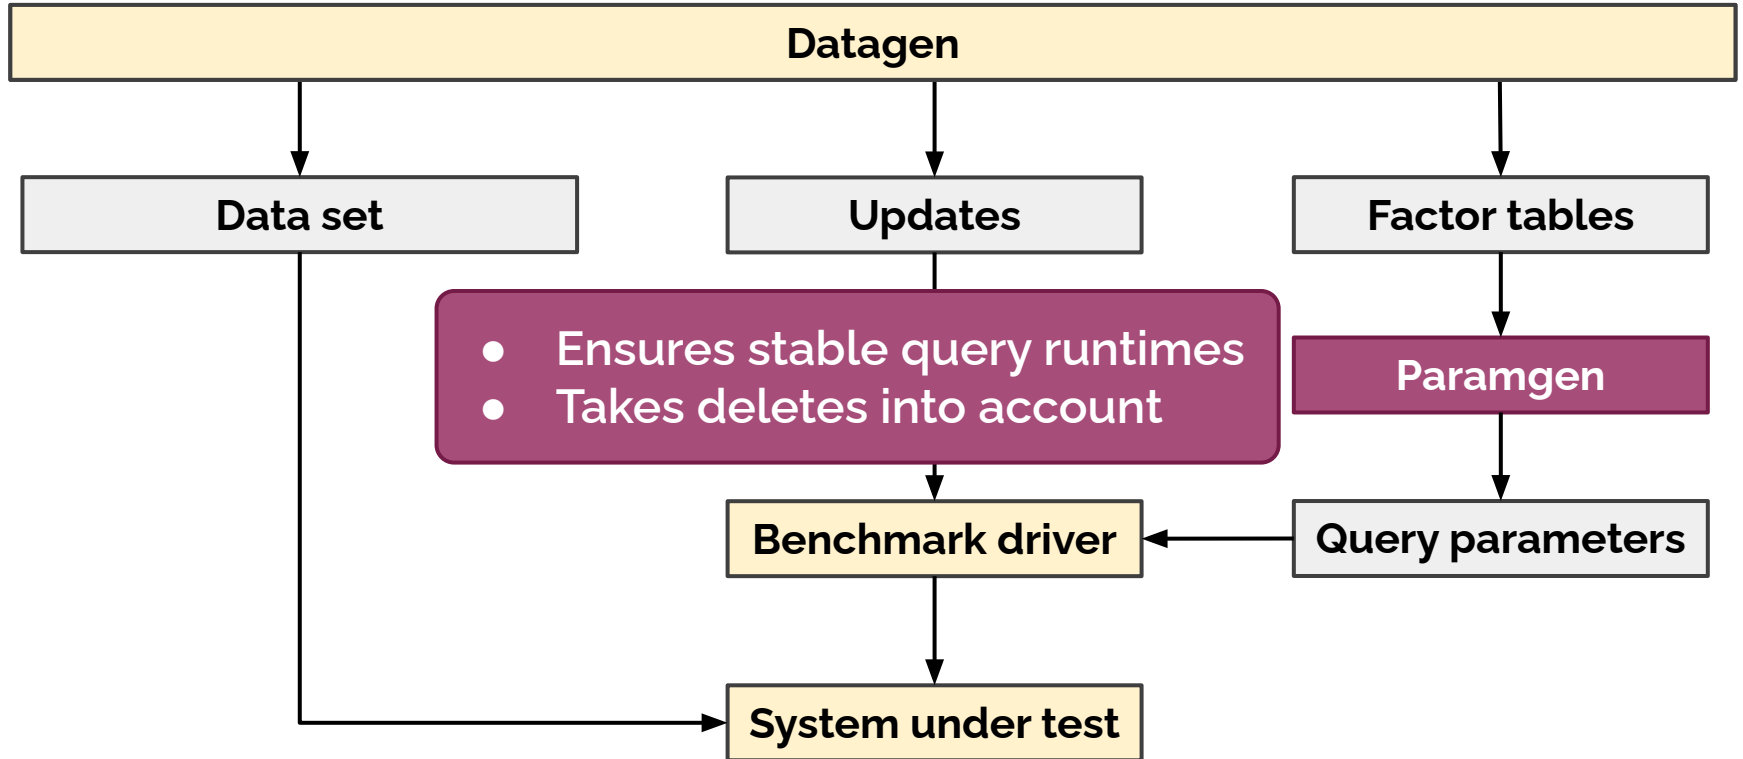 Datagen
Data set
Updates
Factor tables
● Ensures stable query runtimes
● Takes deletes into account
Paramgen
Benchmark driver
Query parameters
System under test